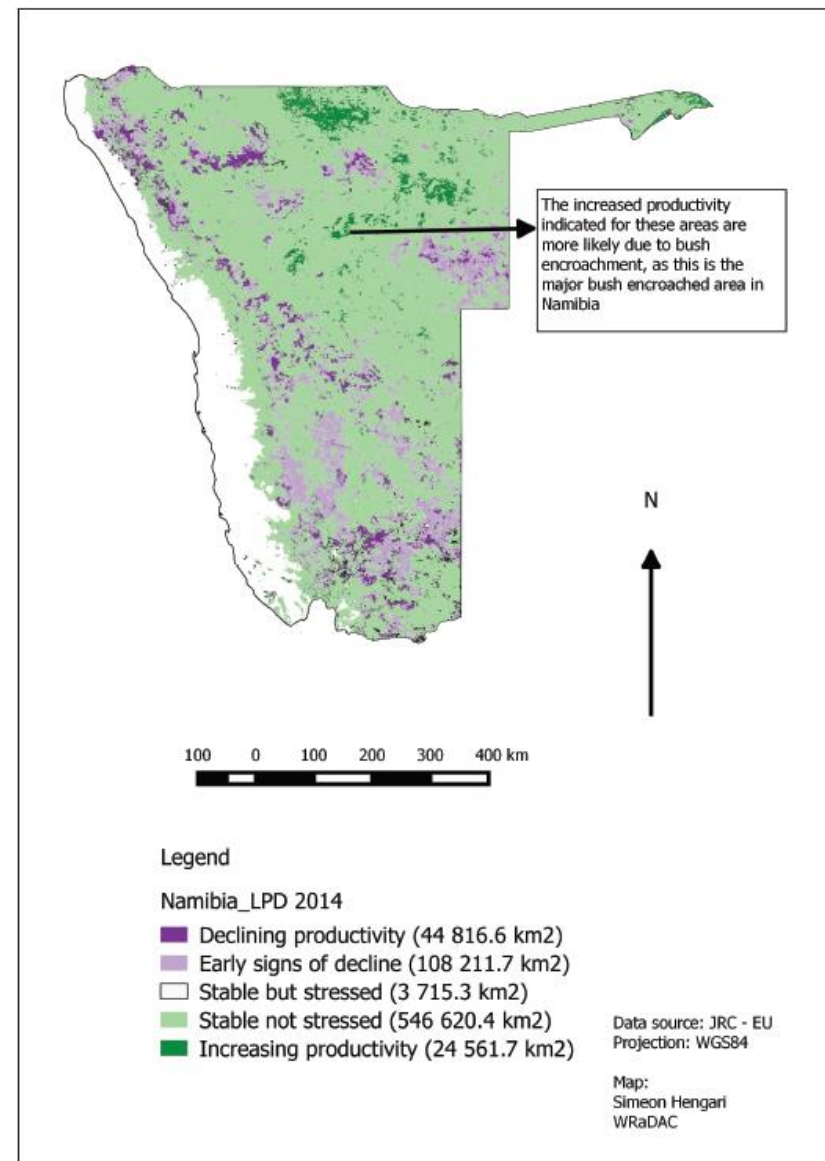 The increased productivity
indicated for these areas are
more likely due to bush
encroachment, as this is the
major bush encroached area in
Namibia
N
100 0 100 200 300 400 km
Legend
Namibia_LPD 2014
Declining productivity (44 816.6 km2)
Early signs of decline (108 211.7 km2)
Stable but stressed (3 715.3 km2)
Stable not stressed (546 620.4 km2)
Increasing productivity (24 561.7 km2)
Data source: JRC - EU
Projection: WGS84
Map:
Simeon Hengari
WRaDAC